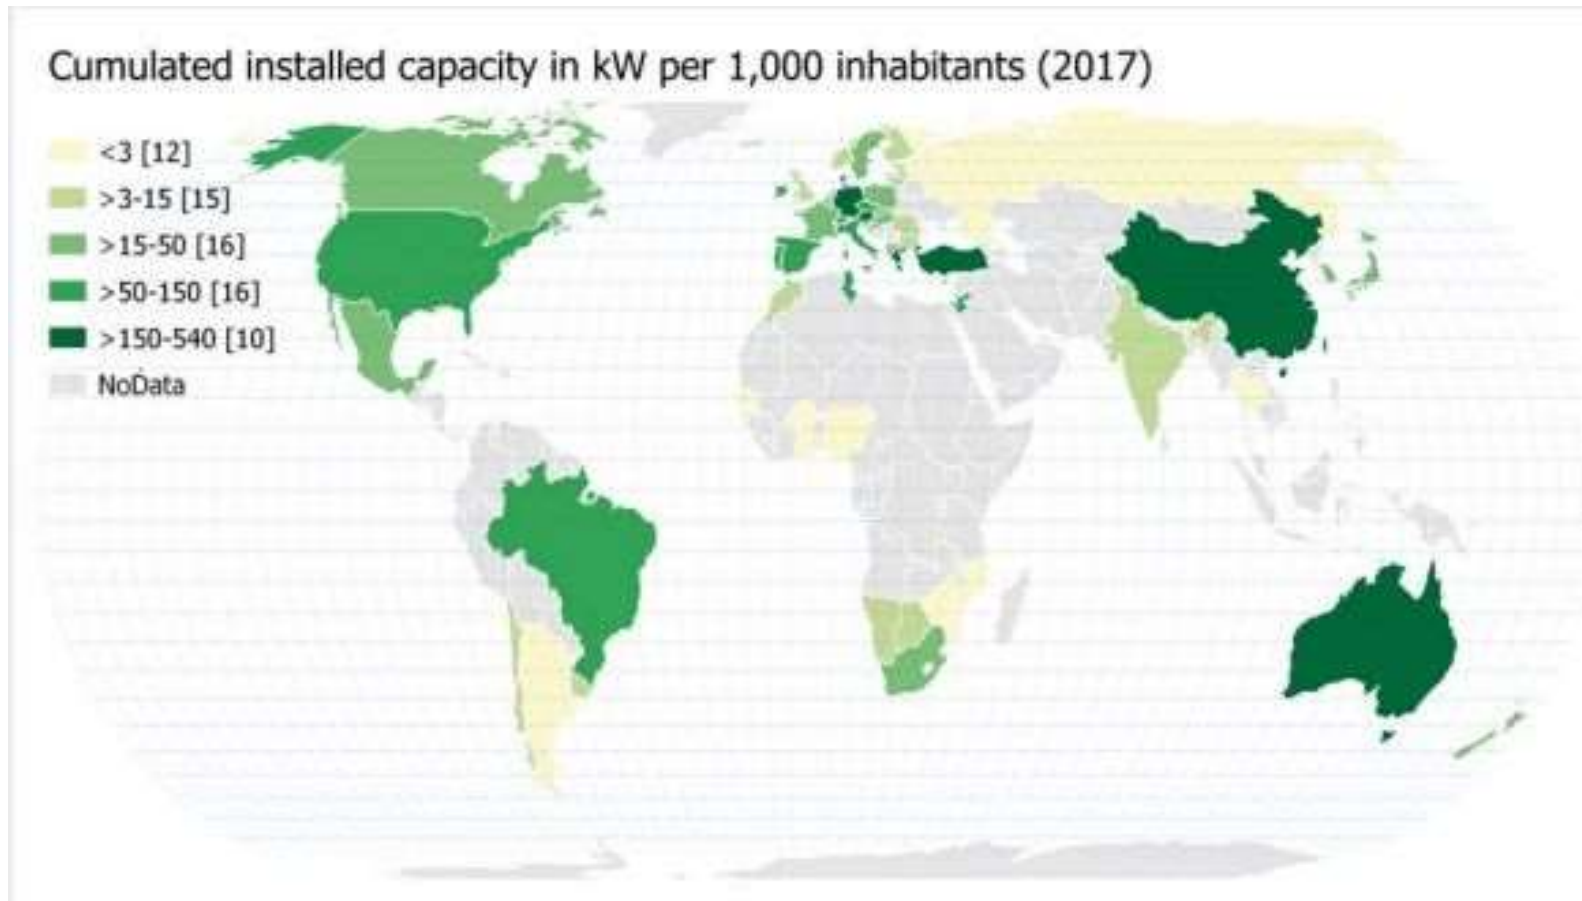 Cumulated installed capacity in kW per 1,000 inhabitants (2017)
<3 [12]
>3-15 [15]
>15-50 [16]
>50-150 [16]
>150-540 [10]
NoData